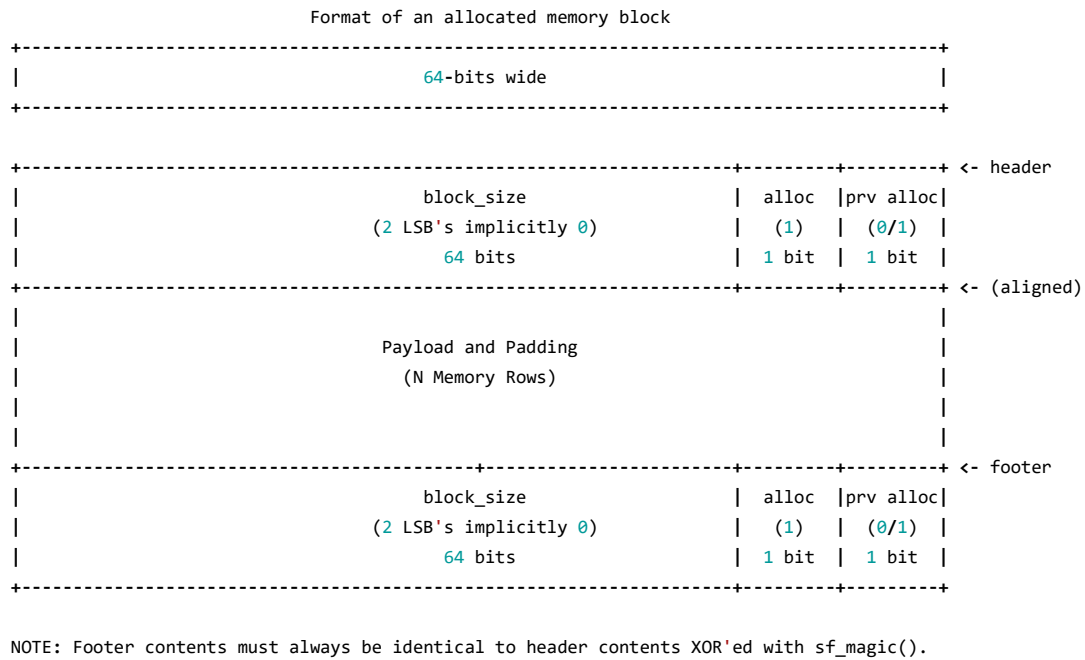 Format of an allocated memory block
+-----------------------------------------------------------------------------------------+
| 64-bits wide |
+-----------------------------------------------------------------------------------------+
+---------------------------------------------------------------------+---------+---------+ <- header
| block_size | alloc |prv alloc|
| (2 LSB's implicitly 0) | (1) | (0/1) |
| 64 bits | 1 bit | 1 bit |
+---------------------------------------------------------------------+---------+---------+ <- (aligned)
| |
| Payload and Padding |
| (N Memory Rows) |
| |
| |
+--------------------------------------------+------------------------+---------+---------+ <- footer
| block_size | alloc |prv alloc|
| (2 LSB's implicitly 0) | (1) | (0/1) |
| 64 bits | 1 bit | 1 bit |
+---------------------------------------------------------------------+---------+---------+
NOTE: Footer contents must always be identical to header contents XOR'ed with sf_magic().